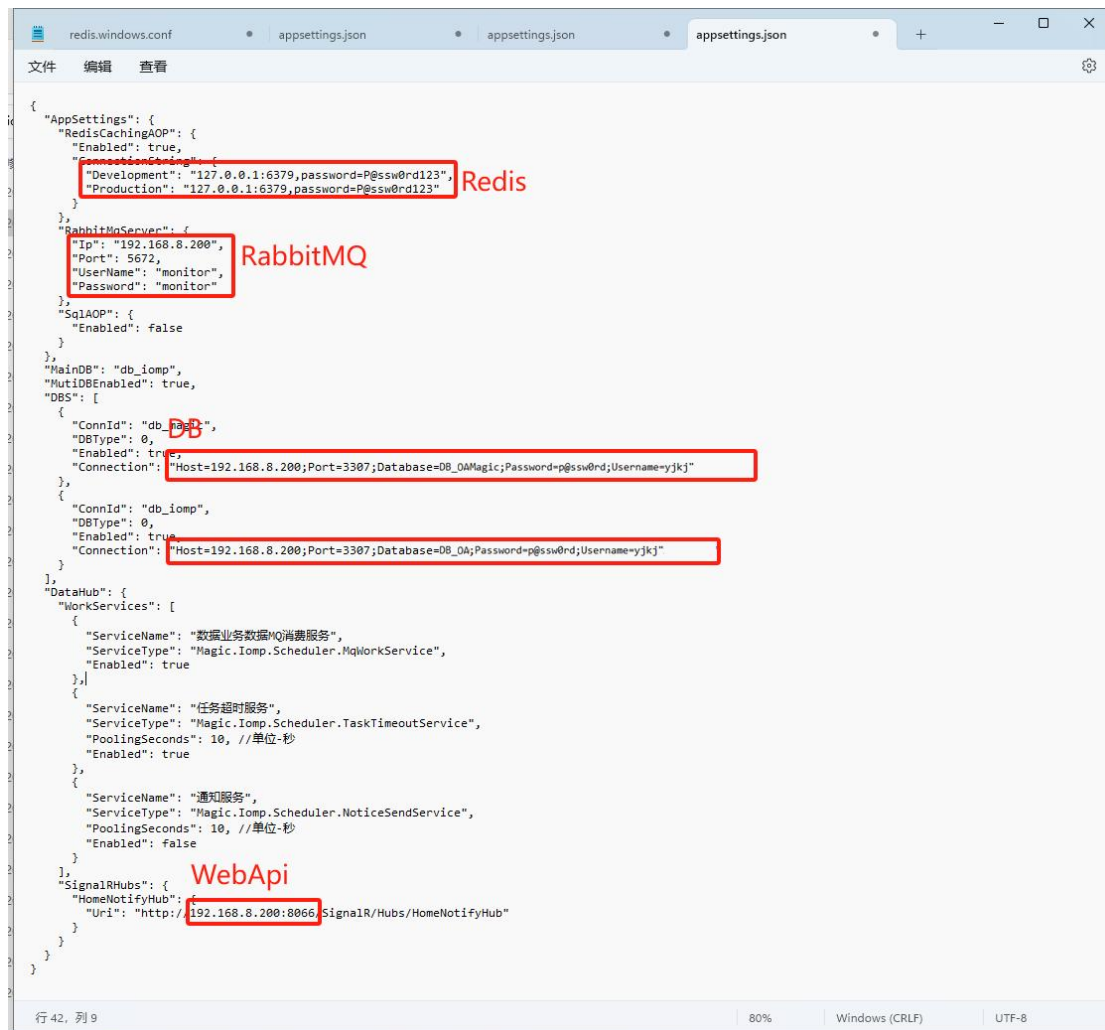 redis.windows.conf appsettings.json appsettings.json appsettings.json
文件 编辑 查看
{
"AppSettings": {
"RedisCachingAOP": {
"Enabled": true,
"ConnectionString": {
"Development": "127.0.0.1:6379,password=P@ssw0rd123",
"Production": "127.0.0.1:6379,password=P@ssw0rd123"
Redis
}
},
"RabbitMqServer": {
"Ip": "192.168.8.200",
"Port": 5672,
RabbitMQ
"UserName": "monitor",
"Password": "monitor"
},
"SqlAOP": {
"Enabled": false
}
},
"MainDB": "db_iomp",
"MutiDBEnabled": true,
"DBS": [
{
"ConnId": "db_magic",
DB
"DBType": 0,
"Enabled": true,
"Connection": "Host=192.168.8.200;Port=3307;Database=DB_OAMagic;Password=p@ssw0rd;Username=yjkj"
},
{
"ConnId": "db_iomp",
"DBType": 0,
"Enabled": true,
"Connection": "Host=192.168.8.200;Port=3307;Database=DB_OA;Password=p@ssw0rd;Username=yjkj"
}
],
"DataHub": {
"WorkServices": [
{
"ServiceName": "数据业务数据MQ消费服务",
"ServiceType": "Magic.Iomp.Scheduler.MqWorkService",
"Enabled": true
},
{
"ServiceName": "任务超时服务",
"ServiceType": "Magic.Iomp.Scheduler.TaskTimeoutService",
"PoolingSeconds": 10, //单位-秒
"Enabled": true
},
{
"ServiceName": "通知服务",
"ServiceType": "Magic.Iomp.Scheduler.NoticeSendService",
"PoolingSeconds": 10, //单位-秒
"Enabled": false
}
],
WebApi
"SignalRHubs": {
"HomeNotifyHub": {
"Uri": "http://192.168.8.200:8066/SignalR/Hubs/HomeNotifyHub"
}
}
}
}
行 42, 列 9 80% Windows (CRLF) UTF-8